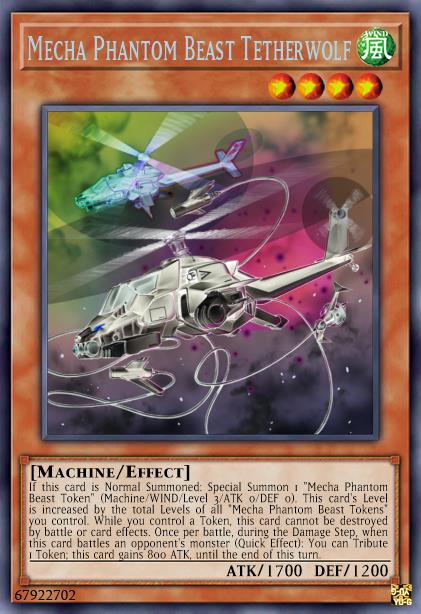 Mecha Phantom Beast Tetherwolf
WIND
風
[Machine/Effect]
If this card is Normal Summoned: Special Summon 1 "Mecha Phantom
Beast Token" (Machine/WIND/Level 3/ATK 0/DEF 0). This card's Level
is increased by the total Levels of all "Mecha Phantom Beast Tokens"
you control. While you control a Token, this card cannot be destroyed
by battle or card effects. Once per battle, during the Damage Step, when
this card battles an opponent's monster (Quick Effect): You can Tribute
1 Token; this card gains 800 ATK, until the end of this turn.
ATK/1700 DEF/1200
67922702